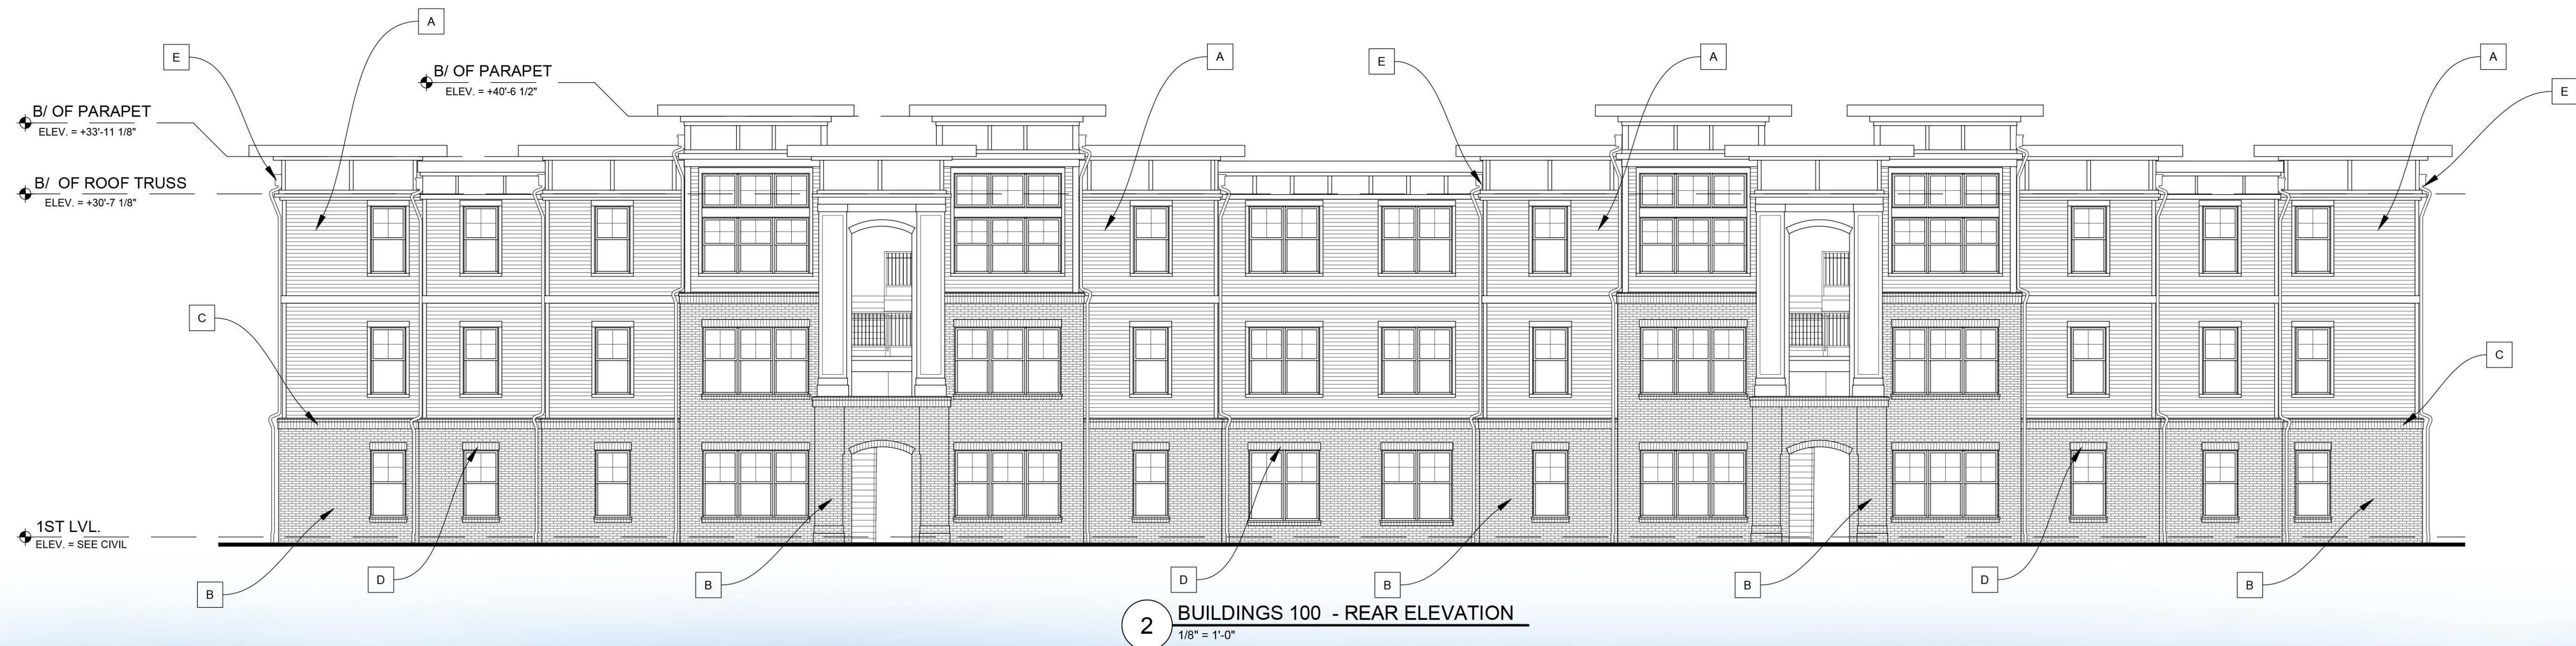 A
E
B/ OF PARAPET
ELEV. = +40'-6 1/2"
A
E
A
A
E
B/ OF PARAPET
ELEV. = +33'-11 1/8"
B/  OF ROOF TRUSS
ELEV. = +30'-7 1/8"
C
C
1ST LVL.
ELEV. = SEE CIVIL
B
D
B
D
B
B
D
B
2
BUILDINGS 100  - REAR ELEVATION
1/8" = 1'-0"